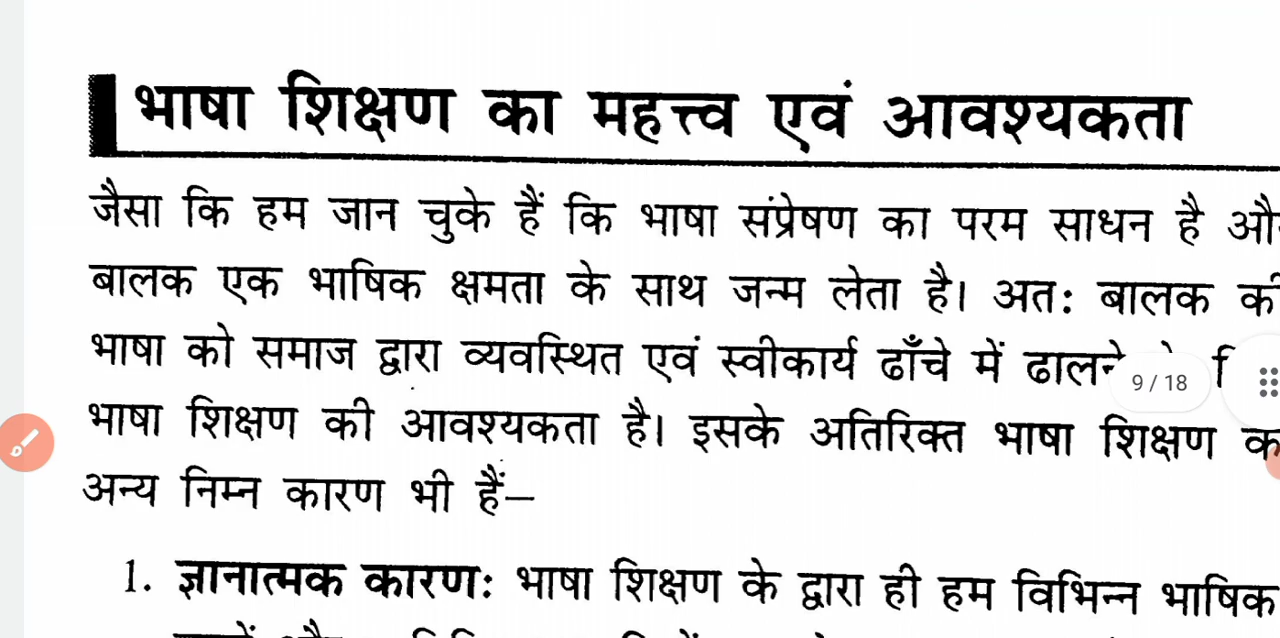 भाषा शिक्षण का महत्त्व एवं आवश्यकता
जैसा कि हम जान चुके हैं कि भाषा संप्रेषण का परम साधन है
बालक एक भाषिक क्षमता के साथ जन्म लेता है। अतः बालक की
भाषा को समाज द्वारा व्यवस्थित एवं स्वीकार्य ढाँचे में ढालने
9 / 18
भाषा शिक्षण की आवश्यकता है। इसके अतिरिक्त भाषा शिक्षण
अन्य निम्न कारण भी हैं–
1. ज्ञानात्मक कारणः भाषा शिक्षण के द्वारा ही हम विभिन्न भाषिक